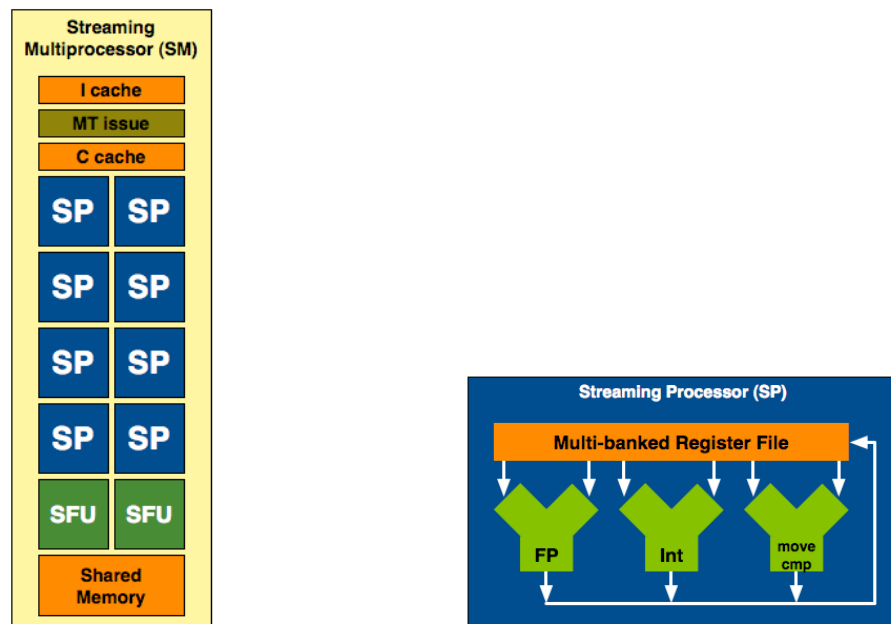 Streaming
Multiprocessor (SM)
I cache
MT issue
C cache
SP SP
SP SP
SP SP
SP SP
SFU SFU
Shared
Memory
Streaming Processor (SP)
Multi-banked Register File
FP
Int
move
cmp